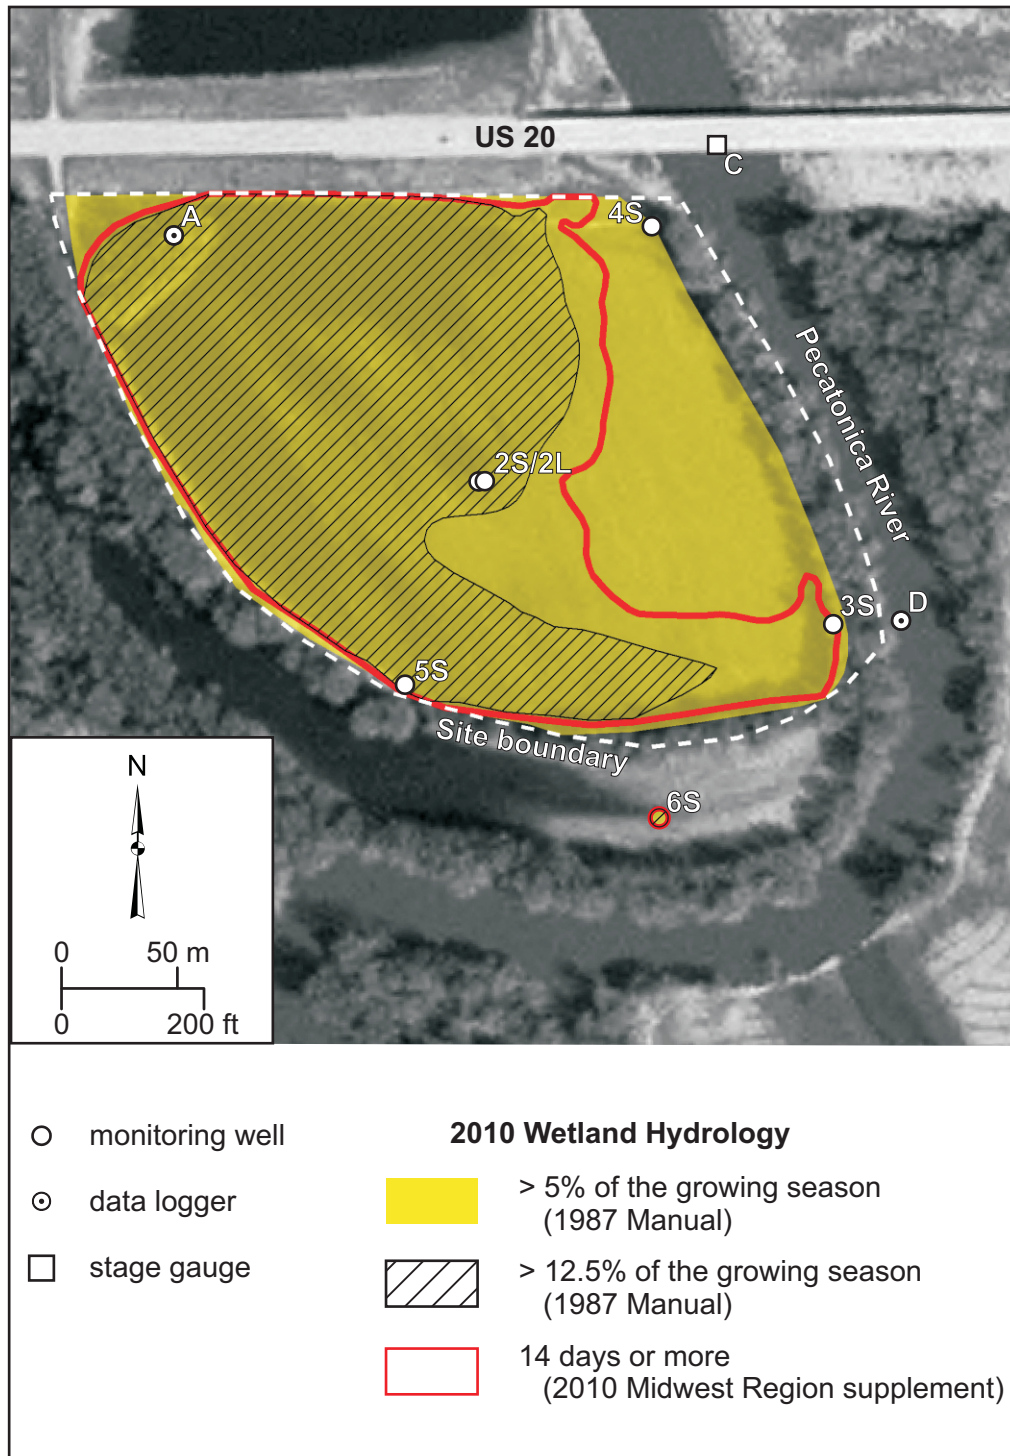 US 20
C
A
4S
Pecatonica River
2S/2L
3S
D
5S
Site boundary
6S
N
0 50 m
0 200 ft
monitoring well
data logger
stage gauge
2010 Wetland Hydrology
> 5% of the growing season
(1987 Manual)
> 12.5% of the growing season
(1987 Manual)
14 days or more
(2010 Midwest Region supplement)